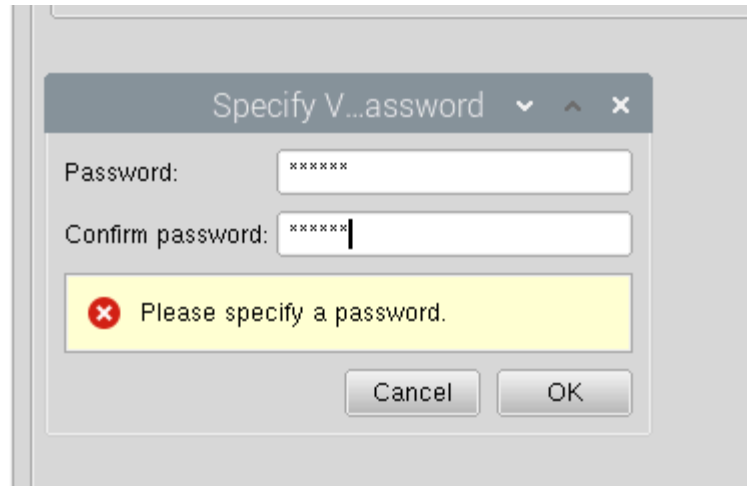 Specify V...assword
Password: ******
Confirm password: ******
Please specify a password.
Cancel OK